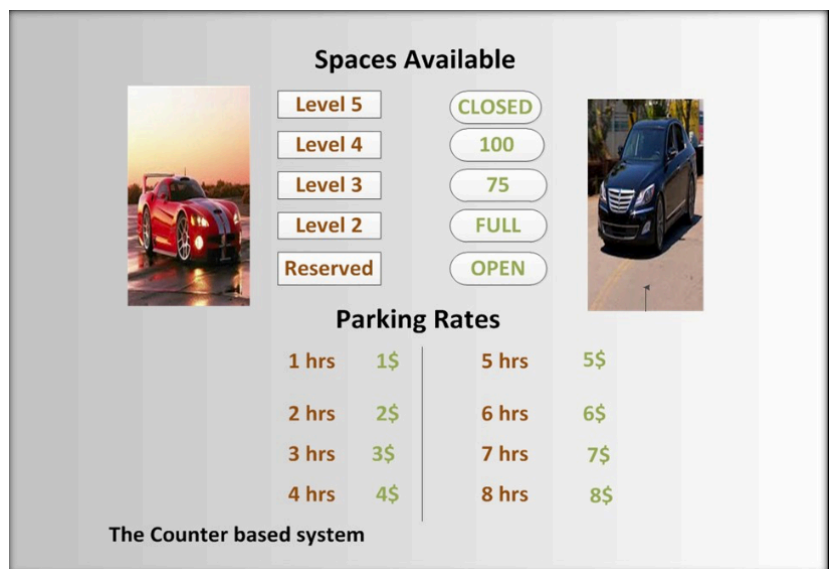 Spaces Available
Level 5 CLOSED
Level 4 100
Level 3 75
Level 2 FULL
Reserved OPEN
Parking Rates
1 hrs 1$ 5 hrs 5$
2 hrs 2$ 6 hrs 6$
3 hrs 3$ 7 hrs 7$
4 hrs 4$ 8 hrs 8$
The Counter based system